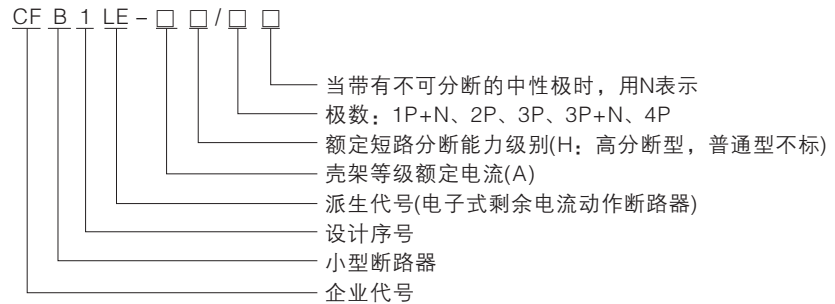 CF B 1 LE - □ □ / □ □
当带有不可分断的中性极时，用N表示
极数：1P+N、2P、3P、3P+N、4P
额定短路分断能力级别(H：高分断型，普通型不标)
壳架等级额定电流(A)
派生代号(电子式剩余电流动作断路器)
设计序号
小型断路器
企业代号